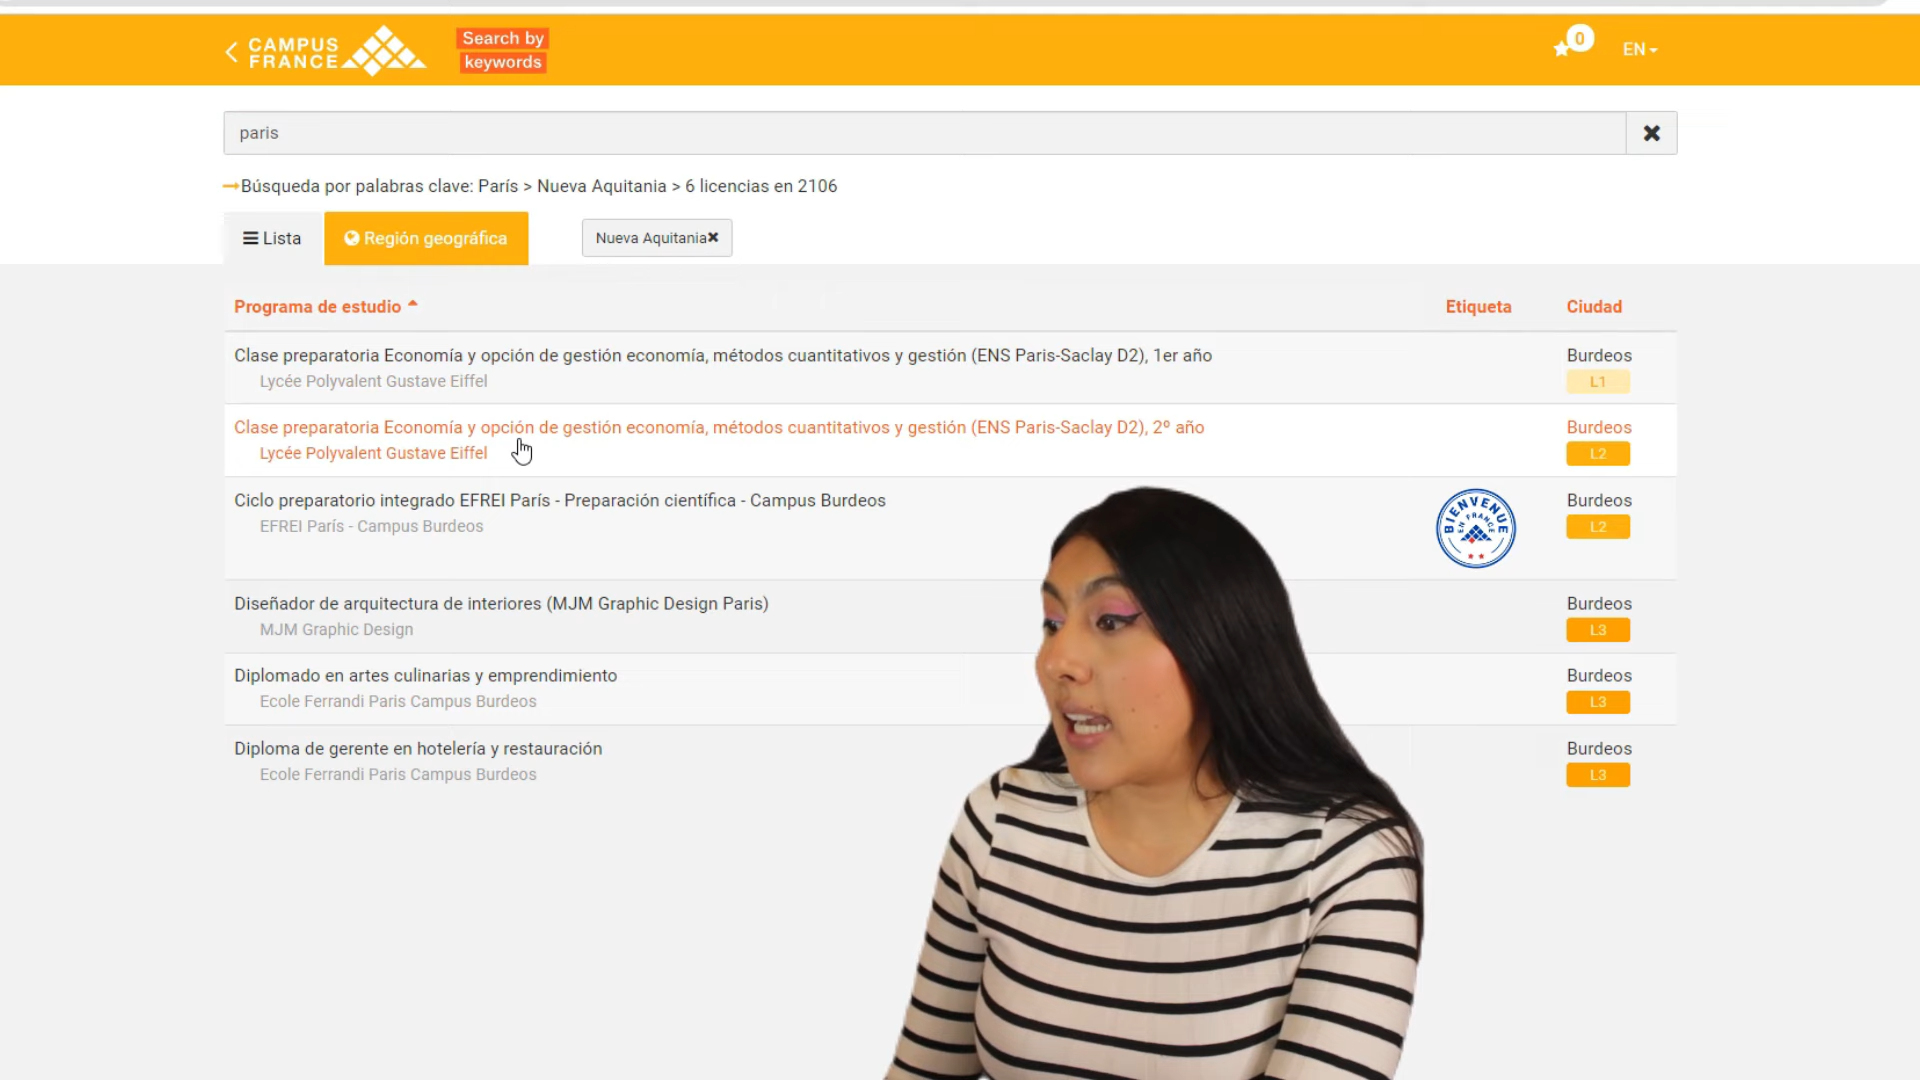 CAMPUS
FRANCE
Search by
keywords
0
EN
paris
Búsqueda por palabras clave: París > Nueva Aquitania > 6 licencias en 2106
Lista
Región geográfica
Nueva Aquitania
Programa de estudio
Etiqueta
Ciudad
Clase preparatoria Economía y opción de gestión economía, métodos cuantitativos y gestión (ENS Paris-Saclay D2), 1er año
Burdeos
Lycée Polyvalent Gustave Eiffel
L1
Clase preparatoria Economía y opción de gestión economía, métodos cuantitativos y gestión (ENS Paris-Saclay D2), 2º año
Burdeos
Lycée Polyvalent Gustave Eiffel
L2
Ciclo preparatorio integrado EFREI París - Preparación científica - Campus Burdeos
Burdeos
EFREI París - Campus Burdeos
BIENVENUE
EN FRANCE
L2
Diseñador de arquitectura de interiores (MJM Graphic Design Paris)
Burdeos
MJM Graphic Design
L3
Diplomado en artes culinarias y emprendimiento
Burdeos
Ecole Ferrandi Paris Campus Burdeos
L3
Diploma de gerente en hotelería y restauración
Burdeos
Ecole Ferrandi Paris Campus Burdeos
L3